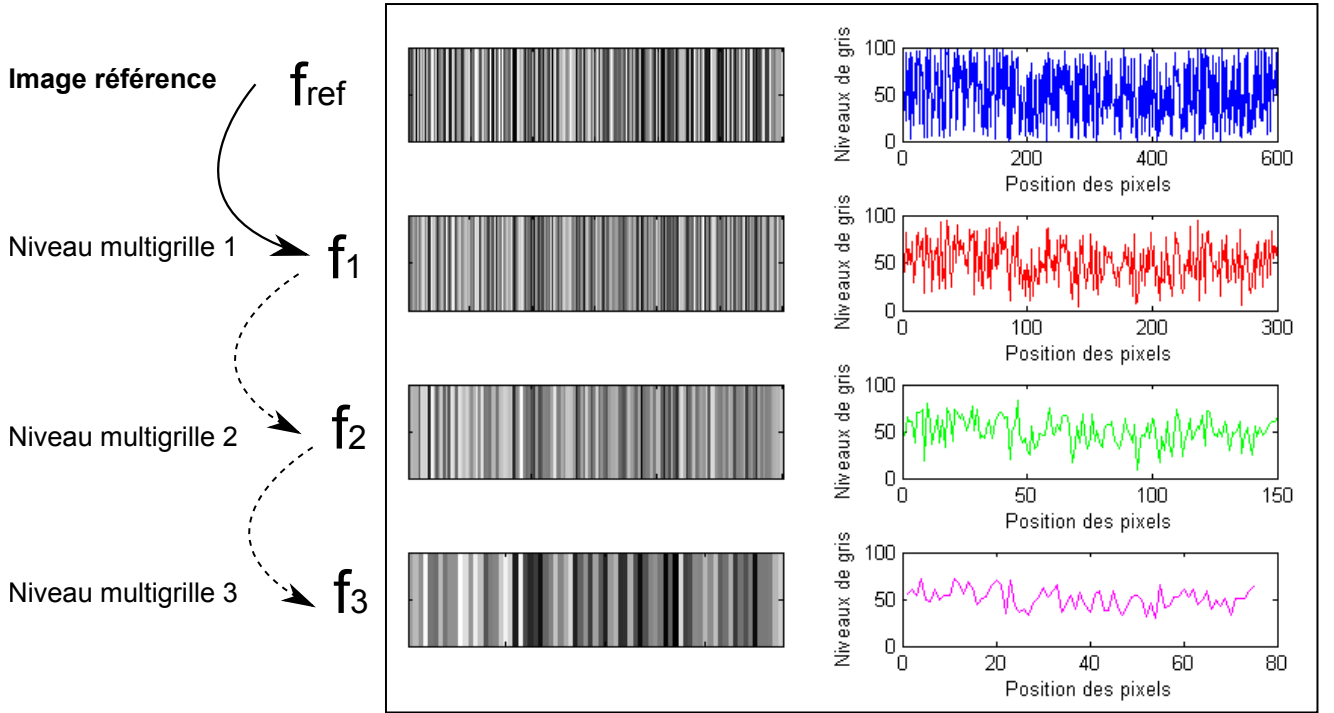 Image référence
fref
Niveaux de gris
100
50
0
0 200 400 600
Position des pixels
Niveau multigrille 1
f1
Niveaux de gris
100
50
0
0 100 200 300
Position des pixels
Niveau multigrille 2
f2
Niveaux de gris
100
50
0
0 50 100 150
Position des pixels
Niveau multigrille 3
f3
Niveaux de gris
100
50
0
0 20 40 60 80
Position des pixels